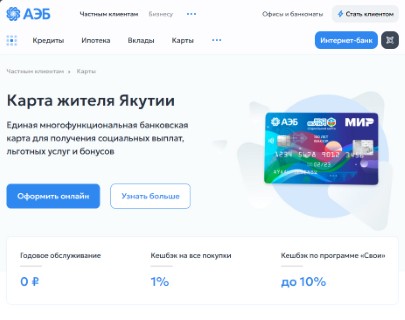 АЭБ
Частным клиентам Бизнесу ••• Офисы и банкоматы Стать клиентом
Кредиты Ипотека Вклады Карты ••• Интернет-банк
Частным клиентам » Карты
Карта жителя Якутии
Единая многофункциональная банковская
карта для получения социальных выплат,
льготных услуг и бонусов
АЭБ МИР
Оформить онлайн Узнать больше
Годовое обслуживание Кешбэк на все покупки Кешбэк по программе «Свои»
0 ₽ 1% до 10%